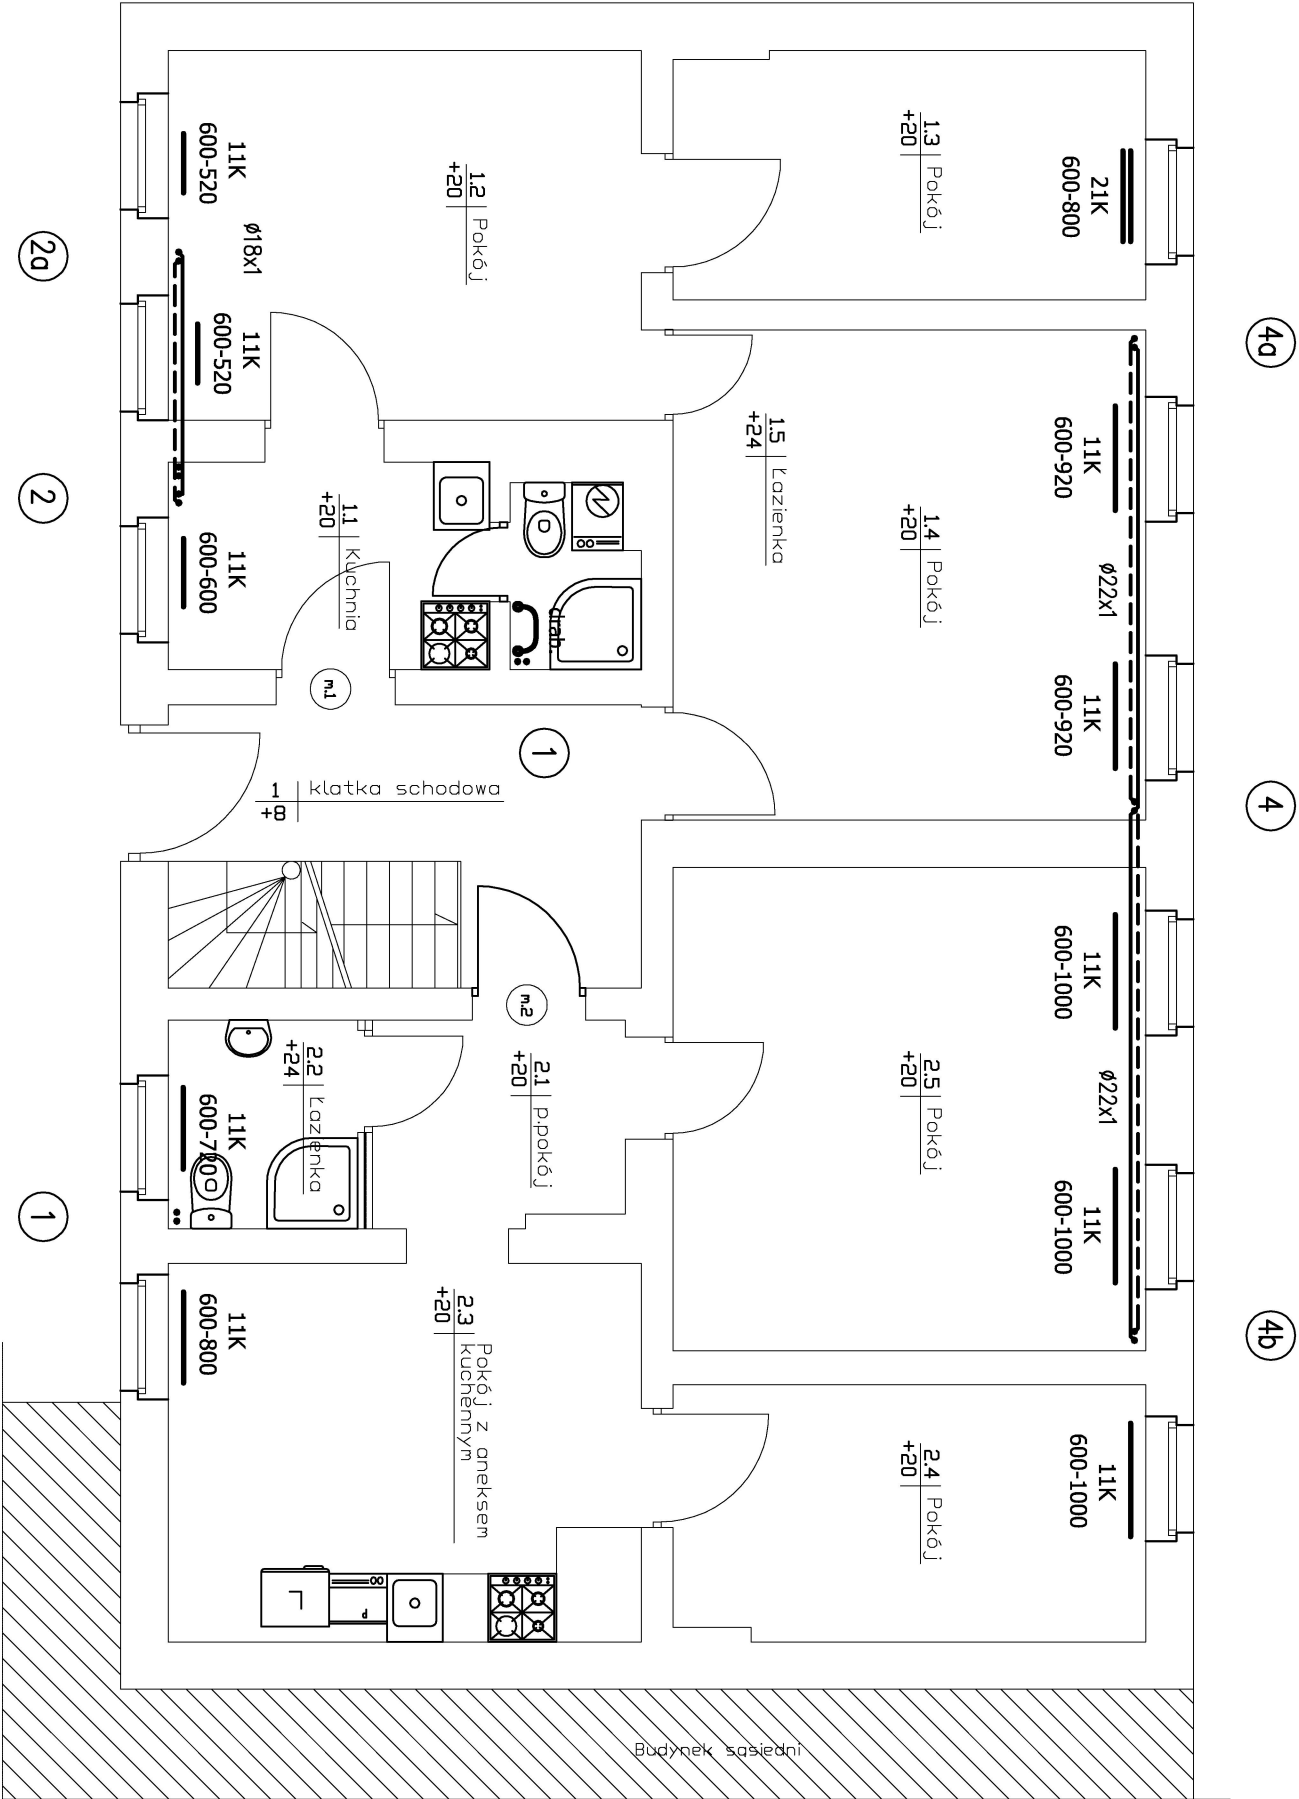 4a
4
4b
21K
600-800
11K
600-920
11K
600-920
11K
600-1000
11K
600-1000
11K
600-1000
ø22x1
ø22x1
1.3 Pokój
+20
1.4 Pokój
+20
2.5 Pokój
+20
2.4 Pokój
+20
1.5 Łazienka
+24
1.2 Pokój
+20
drab.
1
m.2
2.1 p.pokój
+20
2.3 Pokój z aneksem
+20 kuchennym
1.1 Kuchnia
+20
m.1
1 klatka schodowa
+8
2.2 Łazienka
+24
L
P
11K
600-520
ø18x1
11K
600-520
11K
600-600
11K
600-720
11K
600-800
2a
2
1
Budynek sąsiedni